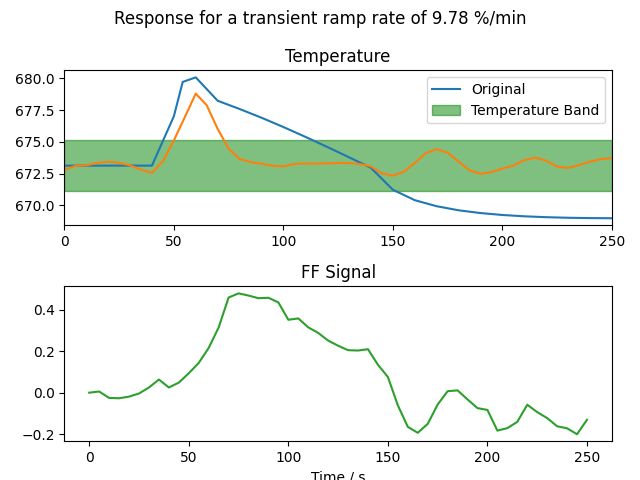 Response for a transient ramp rate of 9.78 %/min
Temperature
680.0
677.5
675.0
672.5
670.0
Original
Temperature Band
0 50 100 150 200 250
FF Signal
0.4
0.2
0.0
−0.2
0 50 100 150 200 250
Time / s